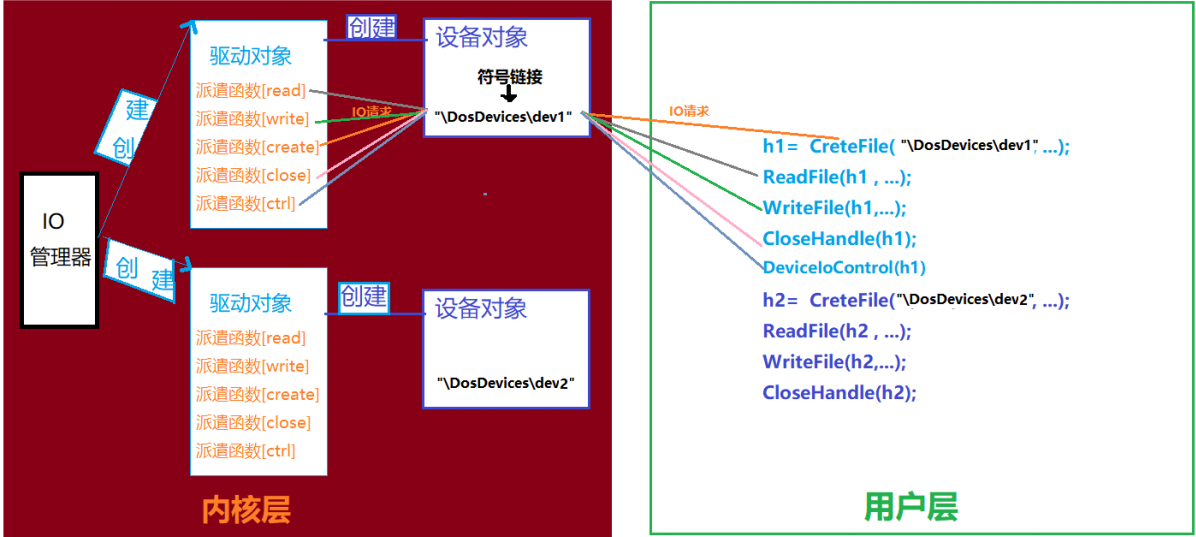 创建
IO
管理器
创 建
驱动对象
派遣函数[read]
派遣函数[write]
派遣函数[create]
派遣函数[close]
派遣函数[ctrl]
创建
设备对象
符号链接
"\DosDevices\dev1"
IO请求
驱动对象
派遣函数[read]
派遣函数[write]
派遣函数[create]
派遣函数[close]
派遣函数[ctrl]
创建
设备对象
"\DosDevices\dev2"
内核层
IO请求
h1= CreteFile( "\DosDevices\dev1", ...);
ReadFile(h1 , ...);
WriteFile(h1,...);
CloseHandle(h1);
DeviceIoControl(h1)
h2= CreteFile("\DosDevices\dev2", ...);
ReadFile(h2 , ...);
WriteFile(h2,...);
CloseHandle(h2);
用户层